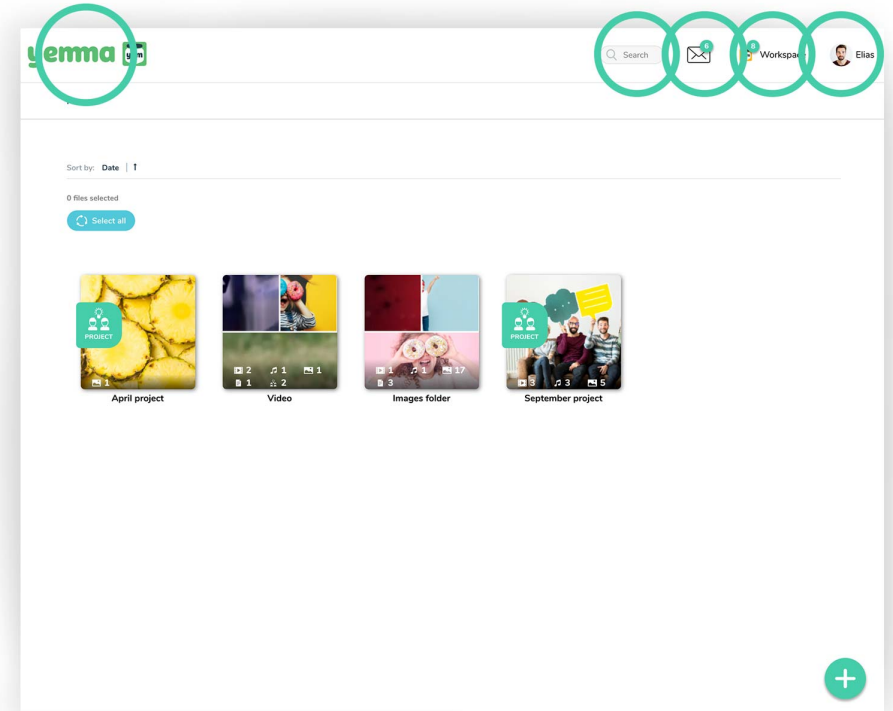 yemma yum
Search
6
8
Workspace
Elias
Sort by: Date
0 files selected
Select all
PROJECT
1
2 1 1
1 2
1 1 17
3
PROJECT
3 3 5
April project
Video
Images folder
September project